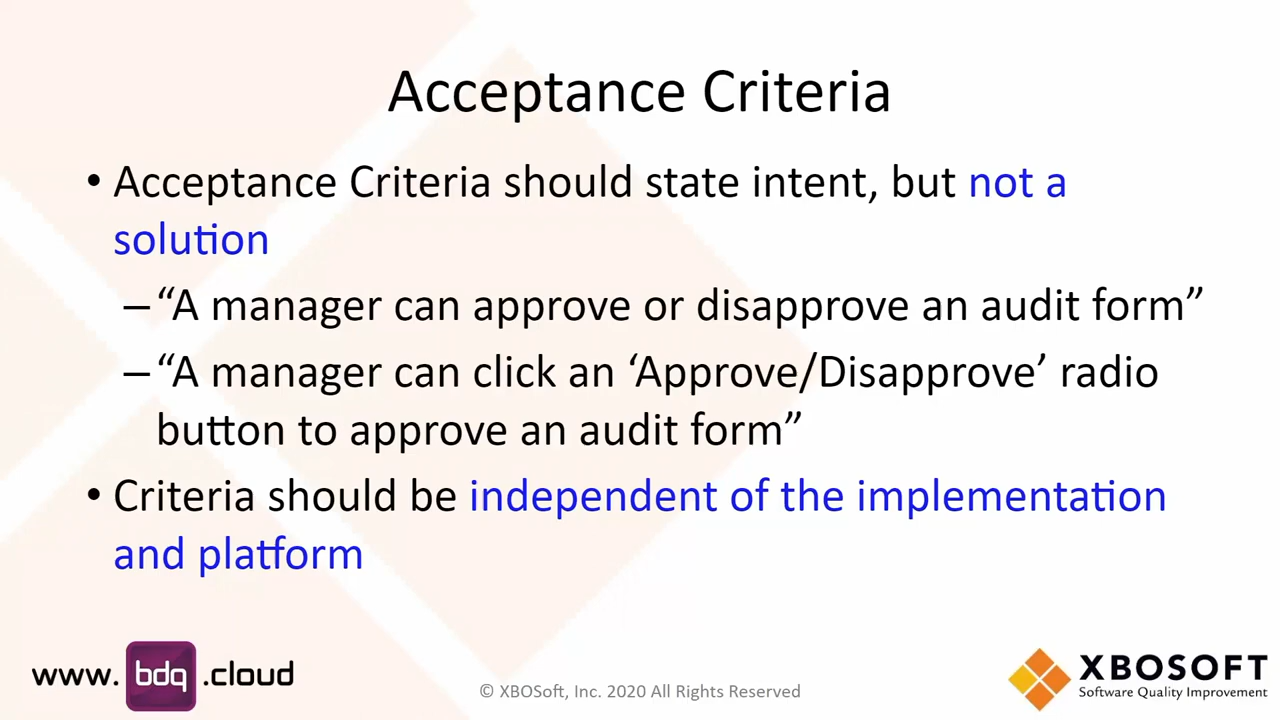 Acceptance Criteria
• Acceptance Criteria should state intent, but not a
solution
– “A manager can approve or disapprove an audit form”
– “A manager can click an ‘Approve/Disapprove’ radio
button to approve an audit form”
• Criteria should be independent of the implementation
and platform
www. bdq .cloud
© XBOSoft, Inc. 2020 All Rights Reserved
XBOSOFT
Software Quality Improvement